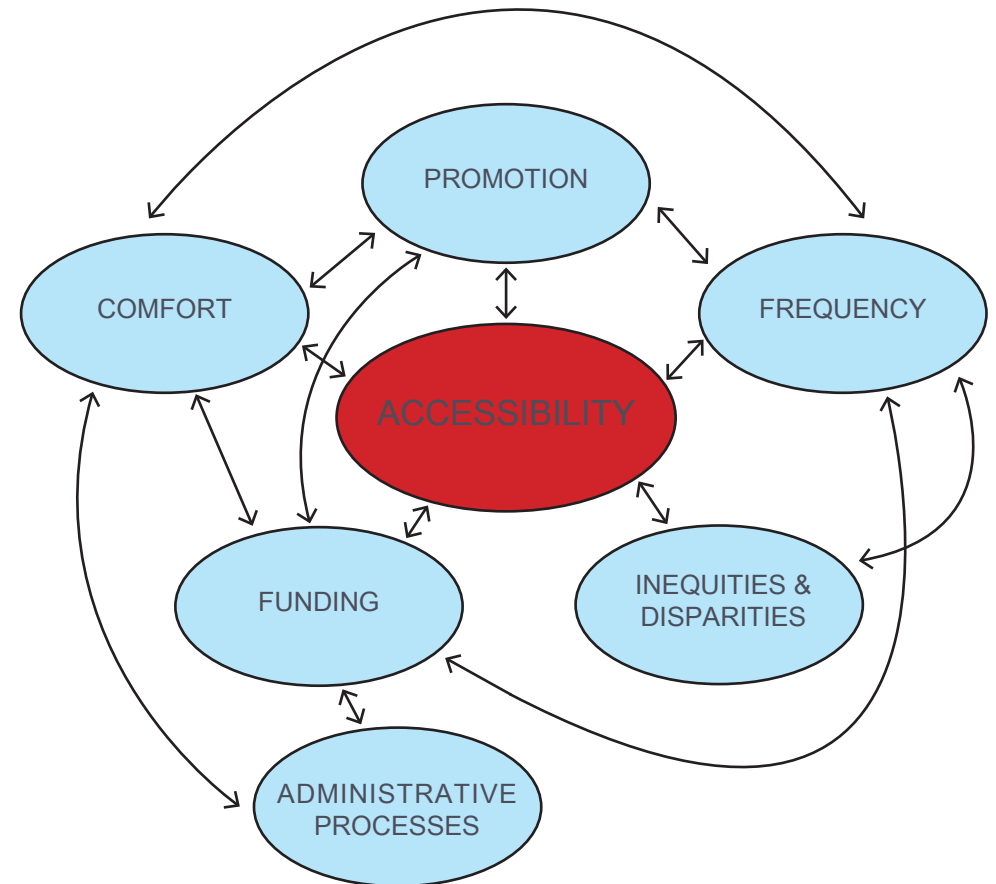 PROMOTION
COMFORT
FREQUENCY
ACCESSIBILITY
FUNDING
INEQUITIES &
DISPARITIES
ADMINISTRATIVE
PROCESSES